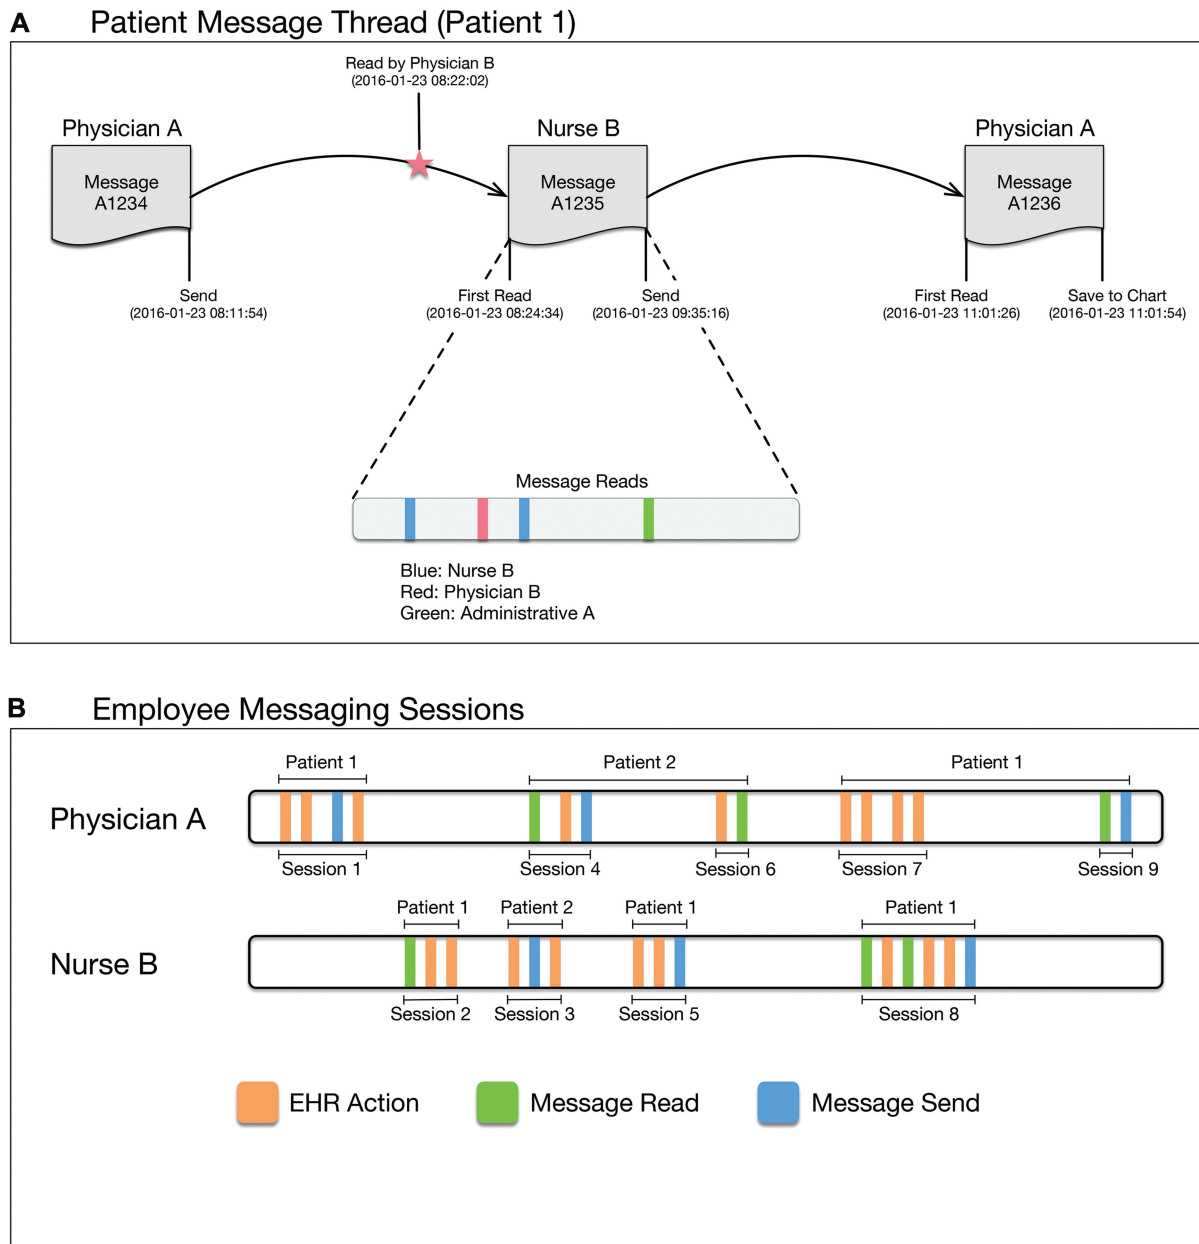 A Patient Message Thread (Patient 1)
Read by Physician B
(2016-01-23 08:22:02)
Physician A
Nurse B
Physician A
Message
A1234
Message
A1235
Message
A1236
Send
(2016-01-23 08:11:54)
First Read
(2016-01-23 08:24:34)
Send
(2016-01-23 09:35:16)
First Read
(2016-01-23 11:01:26)
Save to Chart
(2016-01-23 11:01:54)
Message Reads
Blue: Nurse B
Red: Physician B
Green: Administrative A
B Employee Messaging Sessions
Patient 1
Patient 2
Patient 1
Physician A
Session 1
Session 4
Session 6
Session 7
Session 9
Patient 1
Patient 2
Patient 1
Patient 1
Nurse B
Session 2
Session 3
Session 5
Session 8
EHR Action
Message Read
Message Send